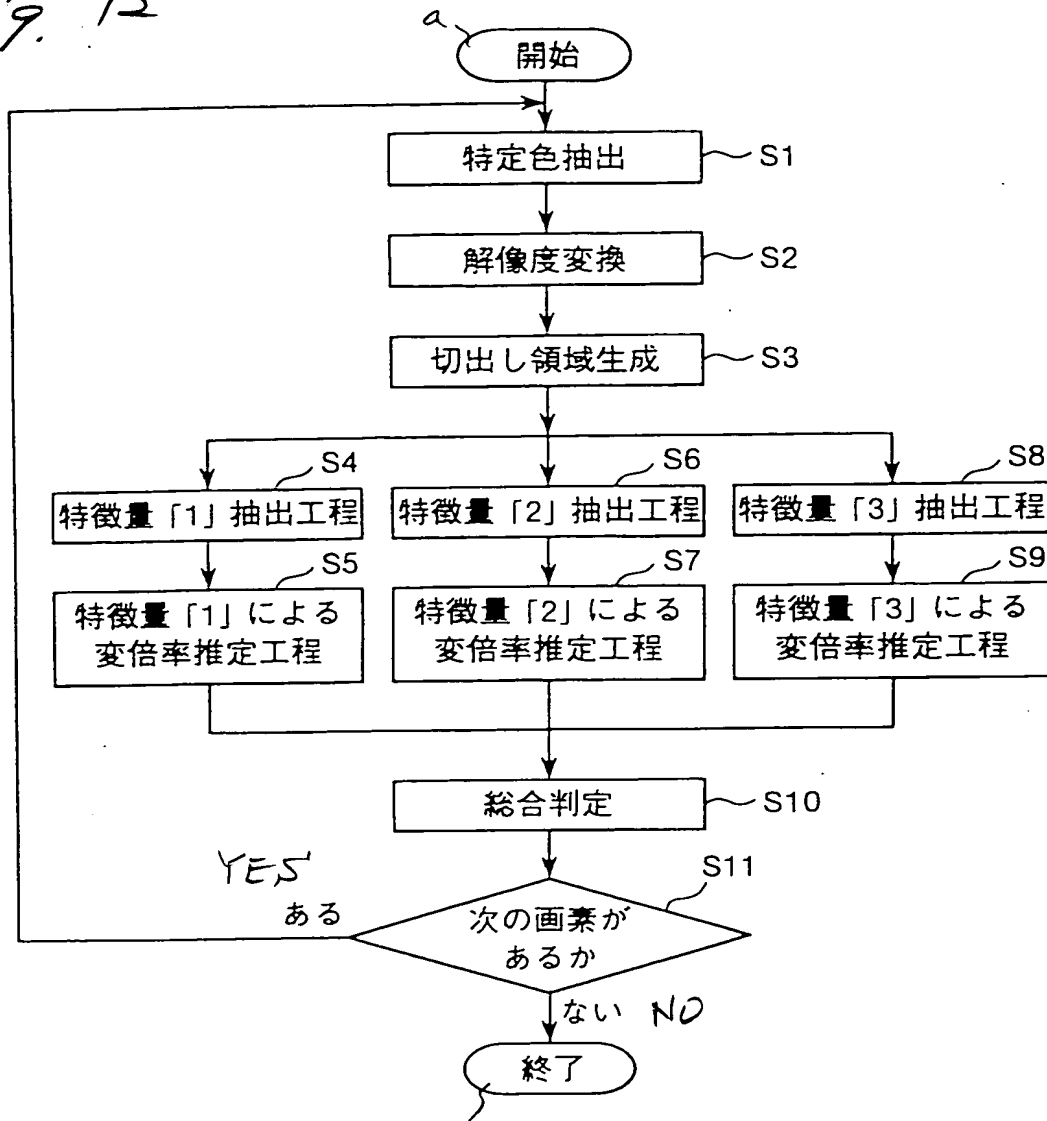 9. 12
a
開始
特定色抽出 S1
解像度変換 S2
切出し領域生成 S3
S4 S6 S8
特徴量「1」抽出工程 特徴量「2」抽出工程 特徴量「3」抽出工程
S5 S7 S9
特徴量「1」による 特徴量「2」による 特徴量「3」による
変倍率推定工程 変倍率推定工程 変倍率推定工程
総合判定 S10
YES
S11
ある
次の画素が
あるか
ない NO
終了